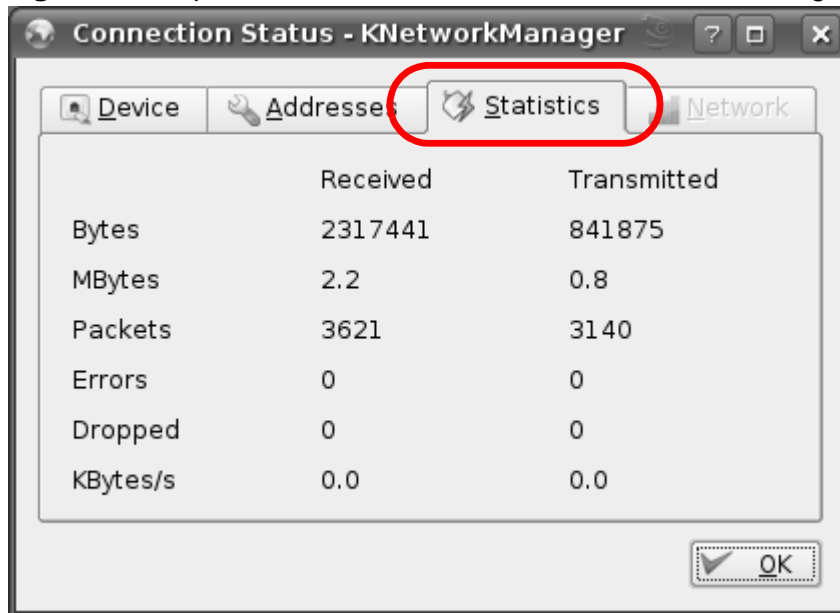 Connection Status - KNetworkManager
Device Addresses Statistics Network
Received Transmitted
Bytes 2317441 841875
MBytes 2.2 0.8
Packets 3621 3140
Errors 0 0
Dropped 0 0
KBytes/s 0.0 0.0
OK